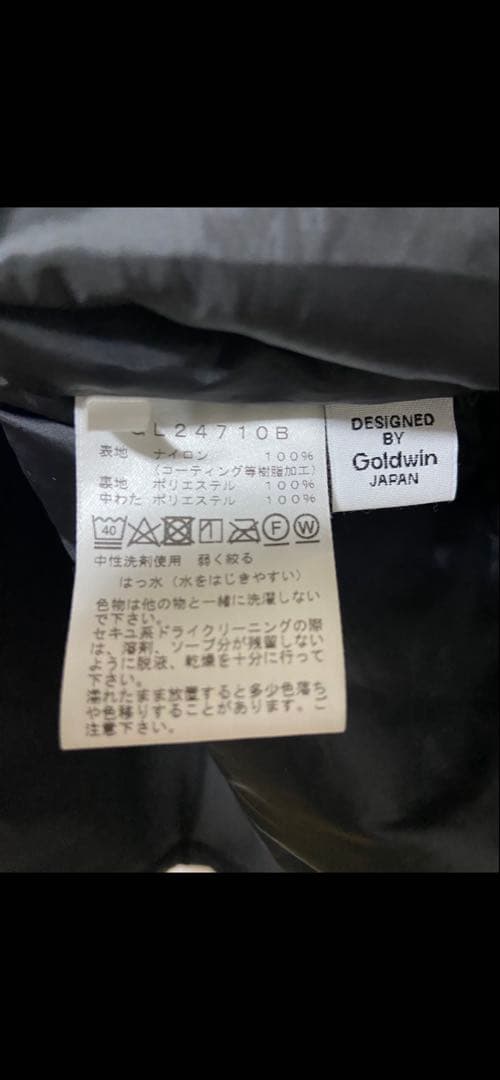 L24710B
表地 ナイロン 100%
(コーティング等樹脂加工)
裏地 ポリエステル 100%
中わた ポリエステル 100%
40 F W
中性洗剤使用 弱く絞る
はっ水(水をはじきやすい)
色物は他の物と一緒に洗濯しない
で下さい。
セキユ系ドライクリーニングの際
は、溶剤、ソープ分が残留しない
ように脱液、乾燥を十分に行って
下さい。
濡れたまま放置すると多少色落ち
や色移りすることがあります。ご
注意下さい。
DESIGNED
BY
Goldwin
JAPAN